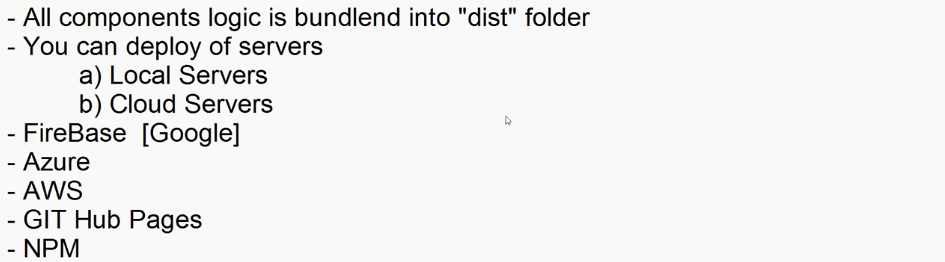 - All components logic is bundlend into "dist" folder
- You can deploy of servers
a) Local Servers
b) Cloud Servers
- FireBase [Google]
- Azure
- AWS
- GIT Hub Pages
- NPM